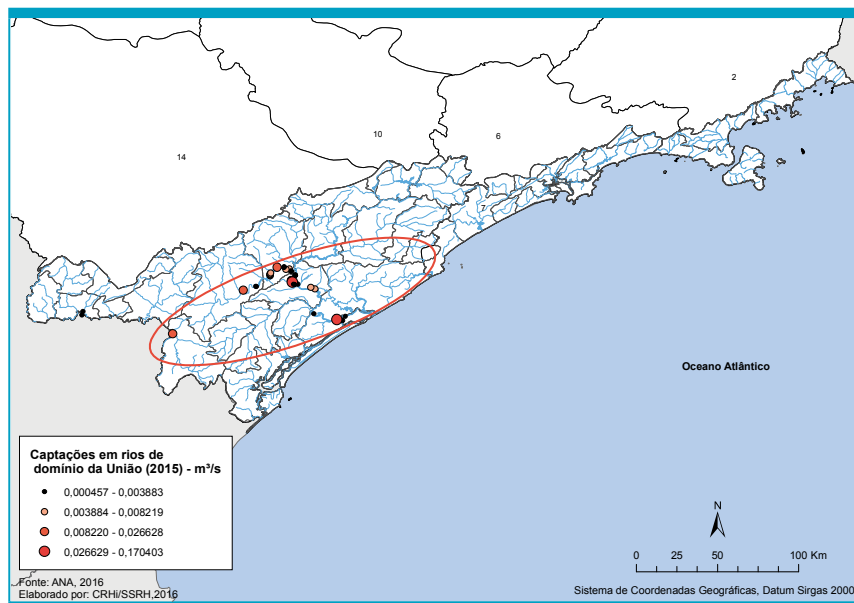 2
10
6
14
7
1
Oceano Atlântico
Captações em rios de
domínio da União (2015) - m³/s
0,000457 - 0,003883
0,003884 - 0,008219
0,008220 - 0,026628
0,026629 - 0,170403
N
0 25 50 100 Km
Fonte: ANA, 2016
Elaborado por: CRHi/SSRH,2016
Sistema de Coordenadas Geográficas, Datum Sirgas 2000